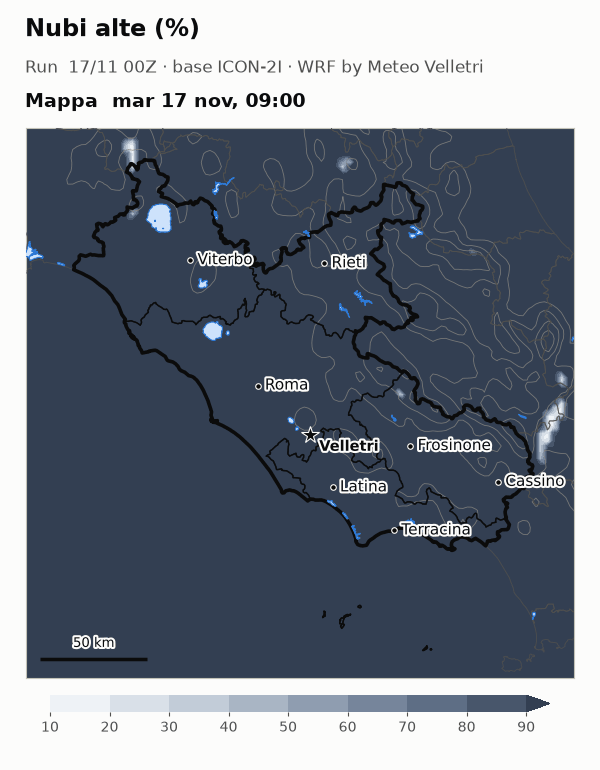 Nubi alte (%)
Run  17/11 00Z · base ICON-2I · WRF by Meteo Velletri
Mappa  mar 17 nov, 09:00
Viterbo
Rieti
Roma
Velletri
Frosinone
Latina
Cassino
Terracina
50 km
10 20 30 40 50 60 70 80 90